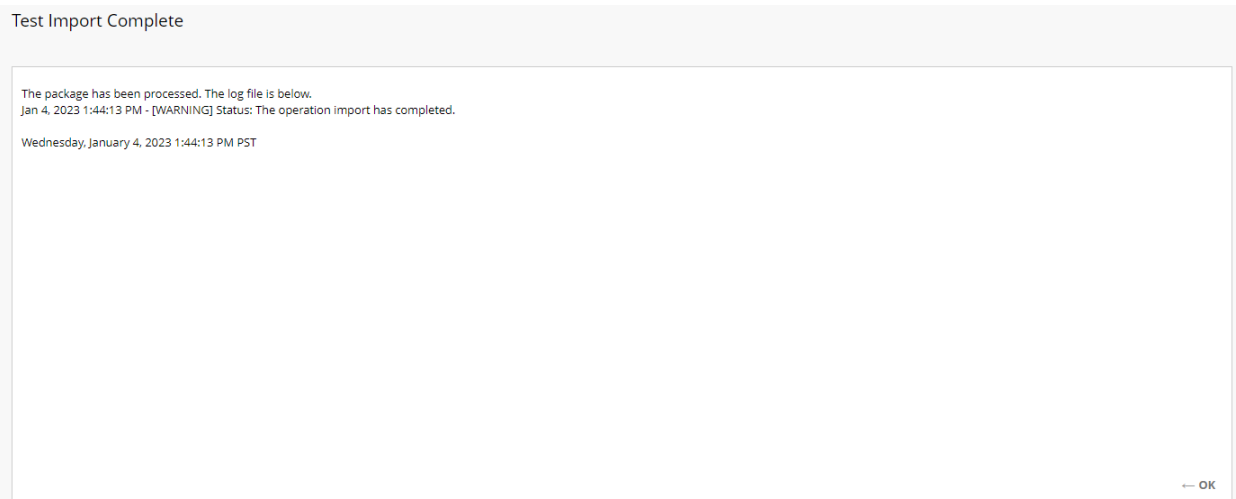 Test Import Complete
The package has been processed. The log file is below.
Jan 4, 2023 1:44:13 PM - [WARNING] Status: The operation import has completed.
Wednesday, January 4, 2023 1:44:13 PM PST
← OK